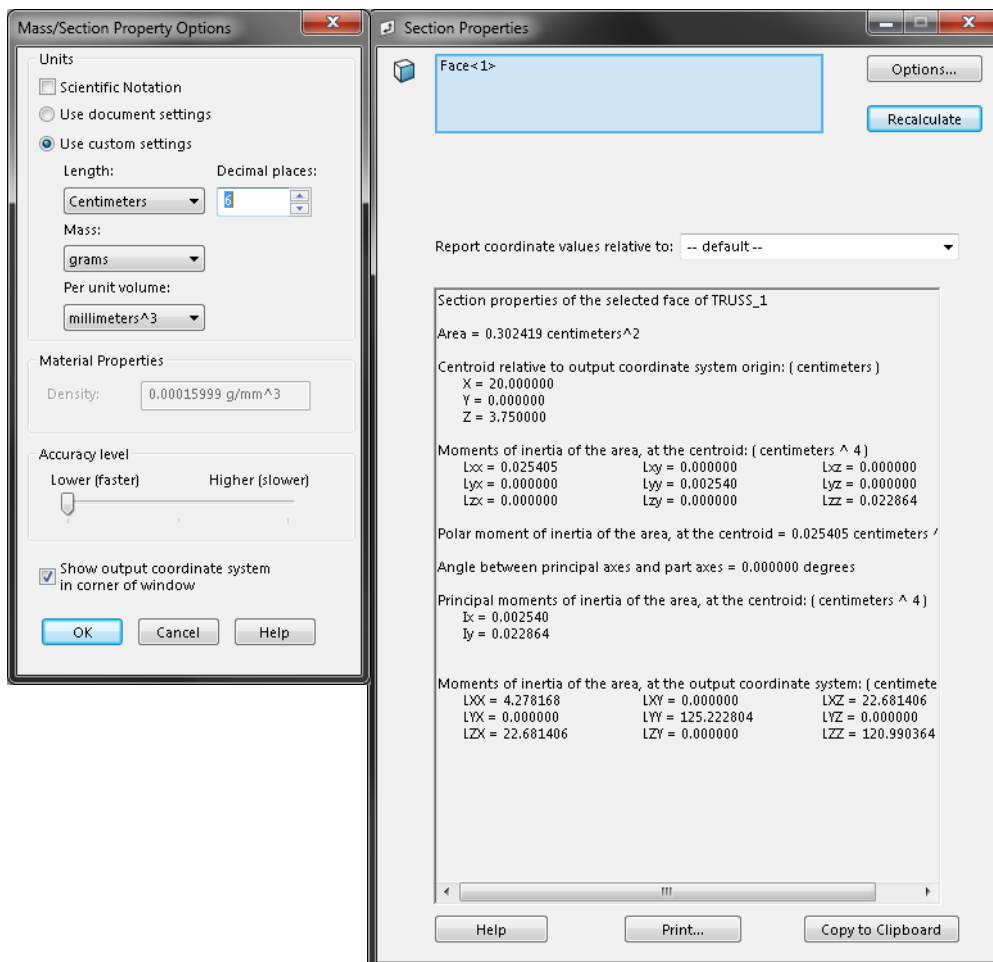 Mass/Section Property Options
Units
Scientific Notation
Use document settings
Use custom settings
Length: Decimal places:
Centimeters 6
Mass:
grams
Per unit volume:
millimeters^3
Material Properties
Density: 0.00015999 g/mm^3
Accuracy level
Lower (faster) Higher (slower)
Show output coordinate system
in corner of window
OK Cancel Help
Section Properties
Face<1>
Options...
Recalculate
Report coordinate values relative to: -- default --
Section properties of the selected face of TRUSS_1
Area = 0.302419 centimeters^2
Centroid relative to output coordinate system origin: ( centimeters )
X = 20.000000
Y = 0.000000
Z = 3.750000
Moments of inertia of the area, at the centroid: ( centimeters ^ 4 )
Lxx = 0.025405 Lxy = 0.000000 Lxz = 0.000000
Lyx = 0.000000 Lyy = 0.002540 Lyz = 0.000000
Lzx = 0.000000 Lzy = 0.000000 Lzz = 0.022864
Polar moment of inertia of the area, at the centroid = 0.025405 centimeters ^
Angle between principal axes and part axes = 0.000000 degrees
Principal moments of inertia of the area, at the centroid: ( centimeters ^ 4 )
Ix = 0.002540
Iy = 0.022864
Moments of inertia of the area, at the output coordinate system: ( centimete
LXX = 4.278168 LXY = 0.000000 LXZ = 22.681406
LYX = 0.000000 LYY = 125.222804 LYZ = 0.000000
LZX = 22.681406 LZY = 0.000000 LZZ = 120.990364
Help Print... Copy to Clipboard